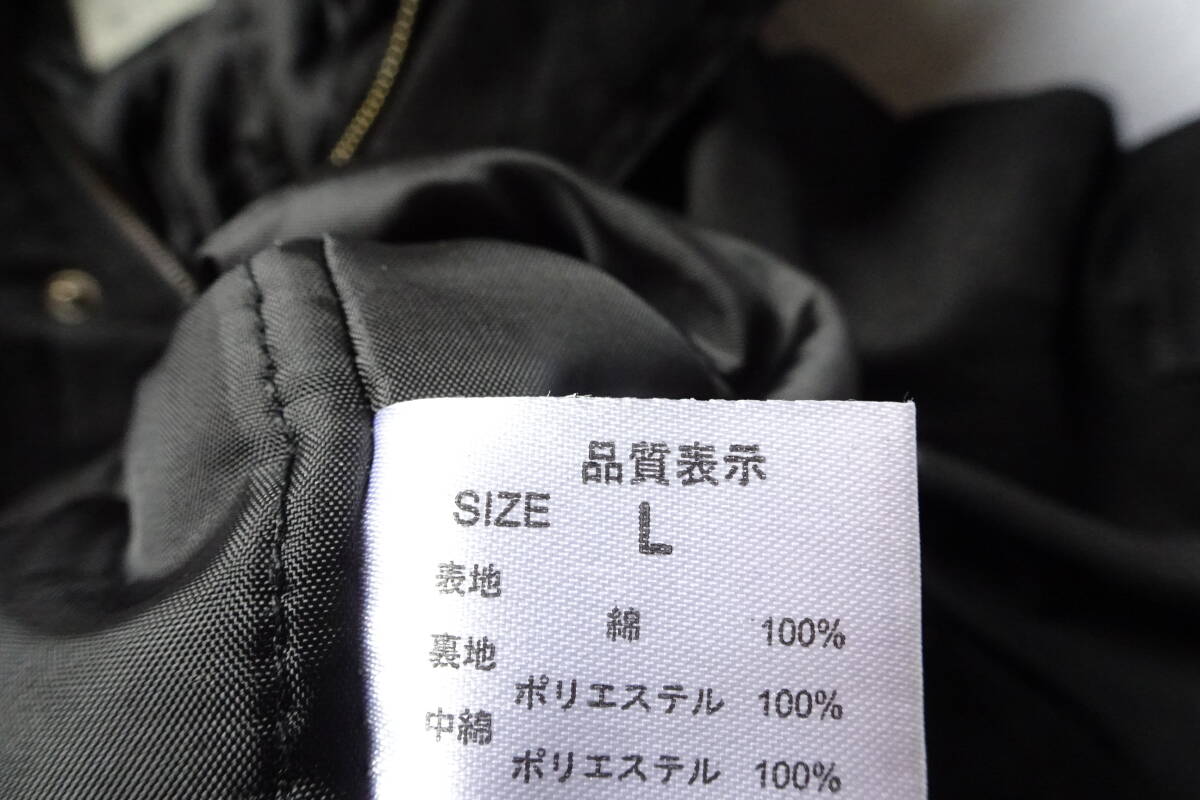 品質表示
SIZE L
表地
綿 100%
裏地
ポリエステル 100%
中綿
ポリエステル 100%